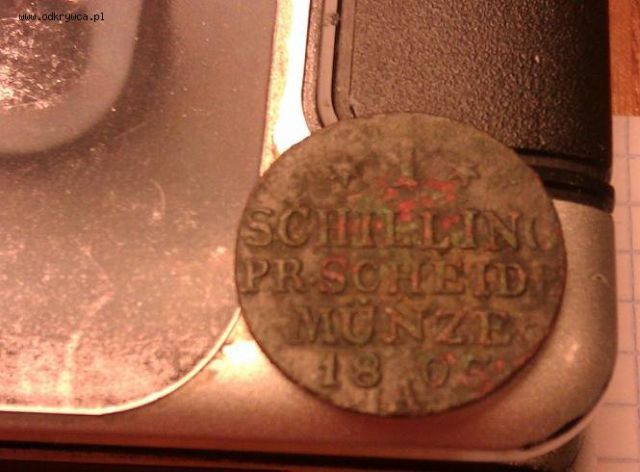 www.odkrywca.pl
* 1 *
SCHILLING
PR·SCHEIDE
MÜNZE